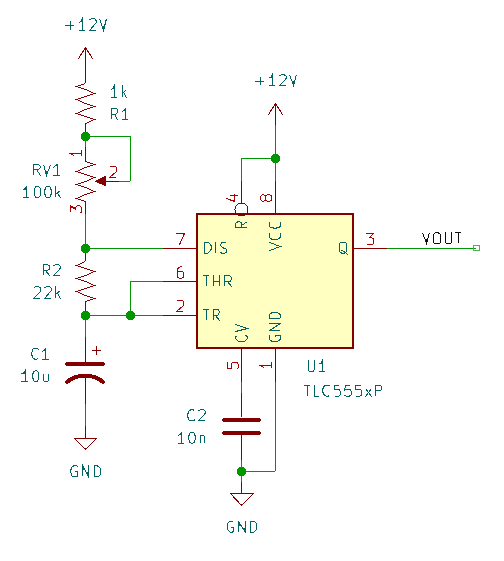 +12V
1k
R1
1
2
RV1
100k
3
+12V
4
8
R
VCC
7
DIS
Q
3
VOUT
R2
22k
6
THR
2
TR
CV
GND
C1
+
10u
5
1
U1
TLC555xP
C2
10n
GND
GND